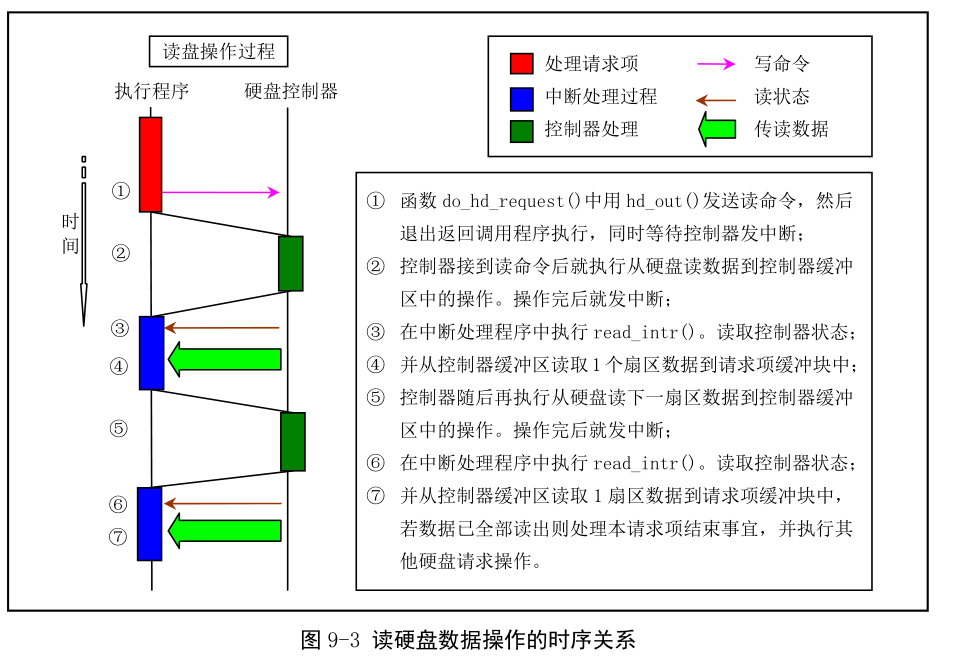 读盘操作过程
执行程序
硬盘控制器
处理请求项
写命令
中断处理过程
读状态
控制器处理
传读数据
时
间
①
②
③
④
⑤
⑥
⑦
① 函数 do_hd_request()中用 hd_out()发送读命令，然后
退出返回调用程序执行，同时等待控制器发中断；
② 控制器接到读命令后就执行从硬盘读数据到控制器缓冲
区中的操作。操作完后就发中断；
③ 在中断处理程序中执行 read_intr()。读取控制器状态；
④ 并从控制器缓冲区读取 1 个扇区数据到请求项缓冲块中；
⑤ 控制器随后再执行从硬盘读下一扇区数据到控制器缓冲
区中的操作。操作完后就发中断；
⑥ 在中断处理程序中执行 read_intr()。读取控制器状态；
⑦ 并从控制器缓冲区读取 1 扇区数据到请求项缓冲块中，
若数据已全部读出则处理本请求项结束事宜，并执行其
他硬盘请求操作。
图 9-3 读硬盘数据操作的时序关系